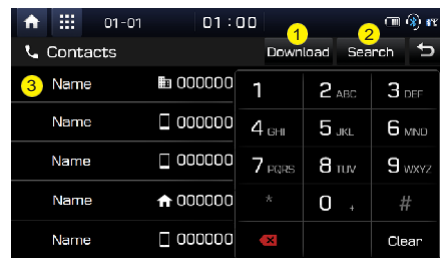 01-01 01:00
1 2
Contacts Download Search
3 Name 000000
Name 000000
Name 000000
Name 000000
Name 000000
1 2 ABC 3 DEF
4 GHI 5 JKL 6 MNO
7 PQRS 8 TUV 9 WXYZ
* 0 + #
Clear